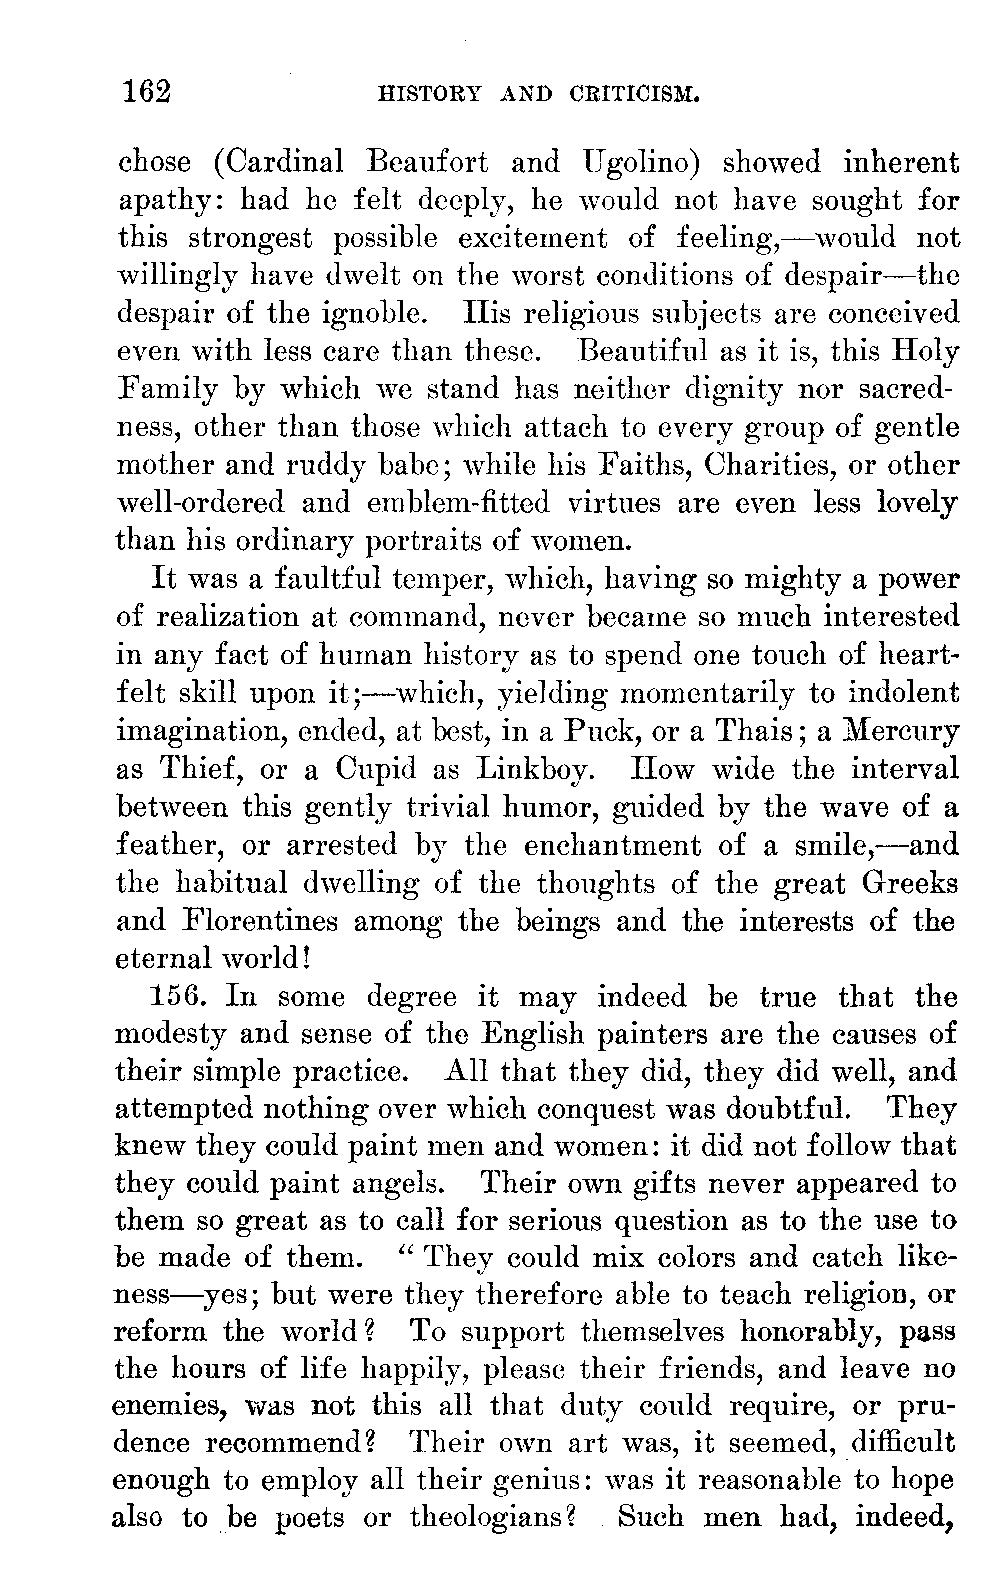 162 HISTORY AND CRITICISM.
chose (Cardinal Beaufort and Ugolino) showed inherent
apathy: had he felt deeply, he would not have sought for
this strongest possible excitement of feeling,—would not
willingly have dwelt on the worst conditions of despair—the
despair of the ignoble. His religious subjects are conceived
even with less care than these. Beautiful as it is, this Holy
Family by which we stand has neither dignity nor sacred-
ness, other than those which attach to every group of gentle
mother and ruddy babe; while his Faiths, Charities, or other
well-ordered and emblem-fitted virtues are even less lovely
than his ordinary portraits of women.
It was a faultful temper, which, having so mighty a power
of realization at command, never became so much interested
in any fact of human history as to spend one touch of heart-
felt skill upon it;—which, yielding momentarily to indolent
imagination, ended, at best, in a Puck, or a Thais; a Mercury
as Thief, or a Cupid as Linkboy. How wide the interval
between this gently trivial humor, guided by the wave of a
feather, or arrested by the enchantment of a smile,—and
the habitual dwelling of the thoughts of the great Greeks
and Florentines among the beings and the interests of the
eternal world!
156. In some degree it may indeed be true that the
modesty and sense of the English painters are the causes of
their simple practice. All that they did, they did well, and
attempted nothing over which conquest was doubtful. They
knew they could paint men and women: it did not follow that
they could paint angels. Their own gifts never appeared to
them so great as to call for serious question as to the use to
be made of them. “They could mix colors and catch like-
ness—yes; but were they therefore able to teach religion, or
reform the world? To support themselves honorably, pass
the hours of life happily, please their friends, and leave no
enemies, was not this all that duty could require, or pru-
dence recommend? Their own art was, it seemed, difficult
enough to employ all their genius: was it reasonable to hope
also to be poets or theologians? Such men had, indeed,